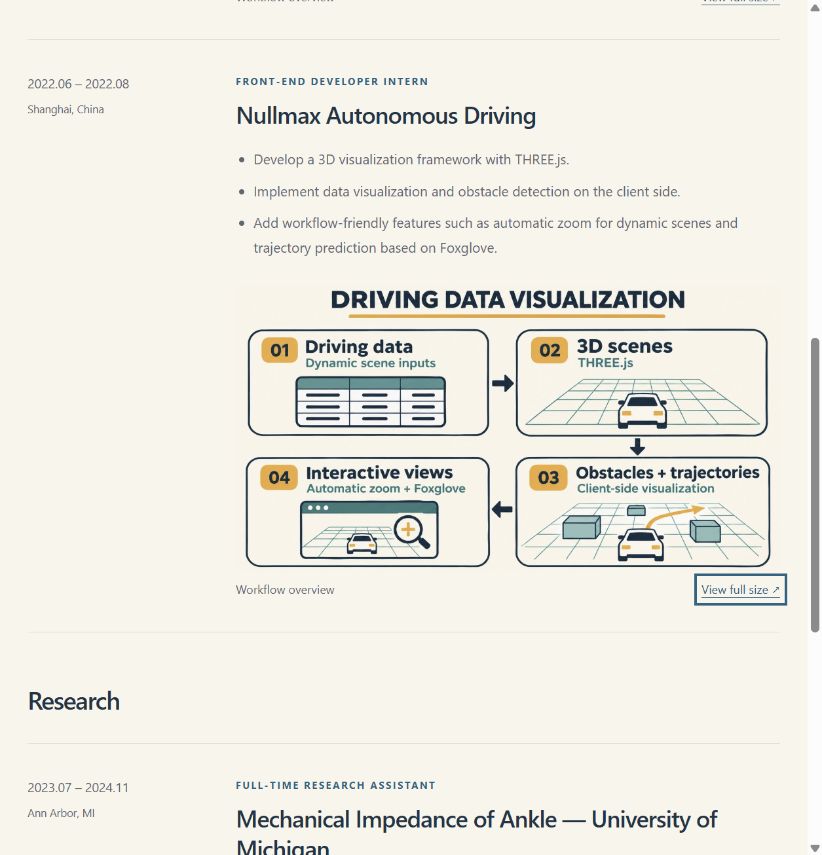 Workflow overview
View full size ↗
2022.06 – 2022.08
Shanghai, China
FRONT-END DEVELOPER INTERN
Nullmax Autonomous Driving
• Develop a 3D visualization framework with THREE.js.
• Implement data visualization and obstacle detection on the client side.
• Add workflow-friendly features such as automatic zoom for dynamic scenes and
trajectory prediction based on Foxglove.
DRIVING DATA VISUALIZATION
01 Driving data
Dynamic scene inputs
02 3D scenes
THREE.js
03 Obstacles + trajectories
Client-side visualization
04 Interactive views
Automatic zoom + Foxglove
Workflow overview
View full size ↗
Research
2023.07 – 2024.11
Ann Arbor, MI
FULL-TIME RESEARCH ASSISTANT
Mechanical Impedance of Ankle — University of
Michigan